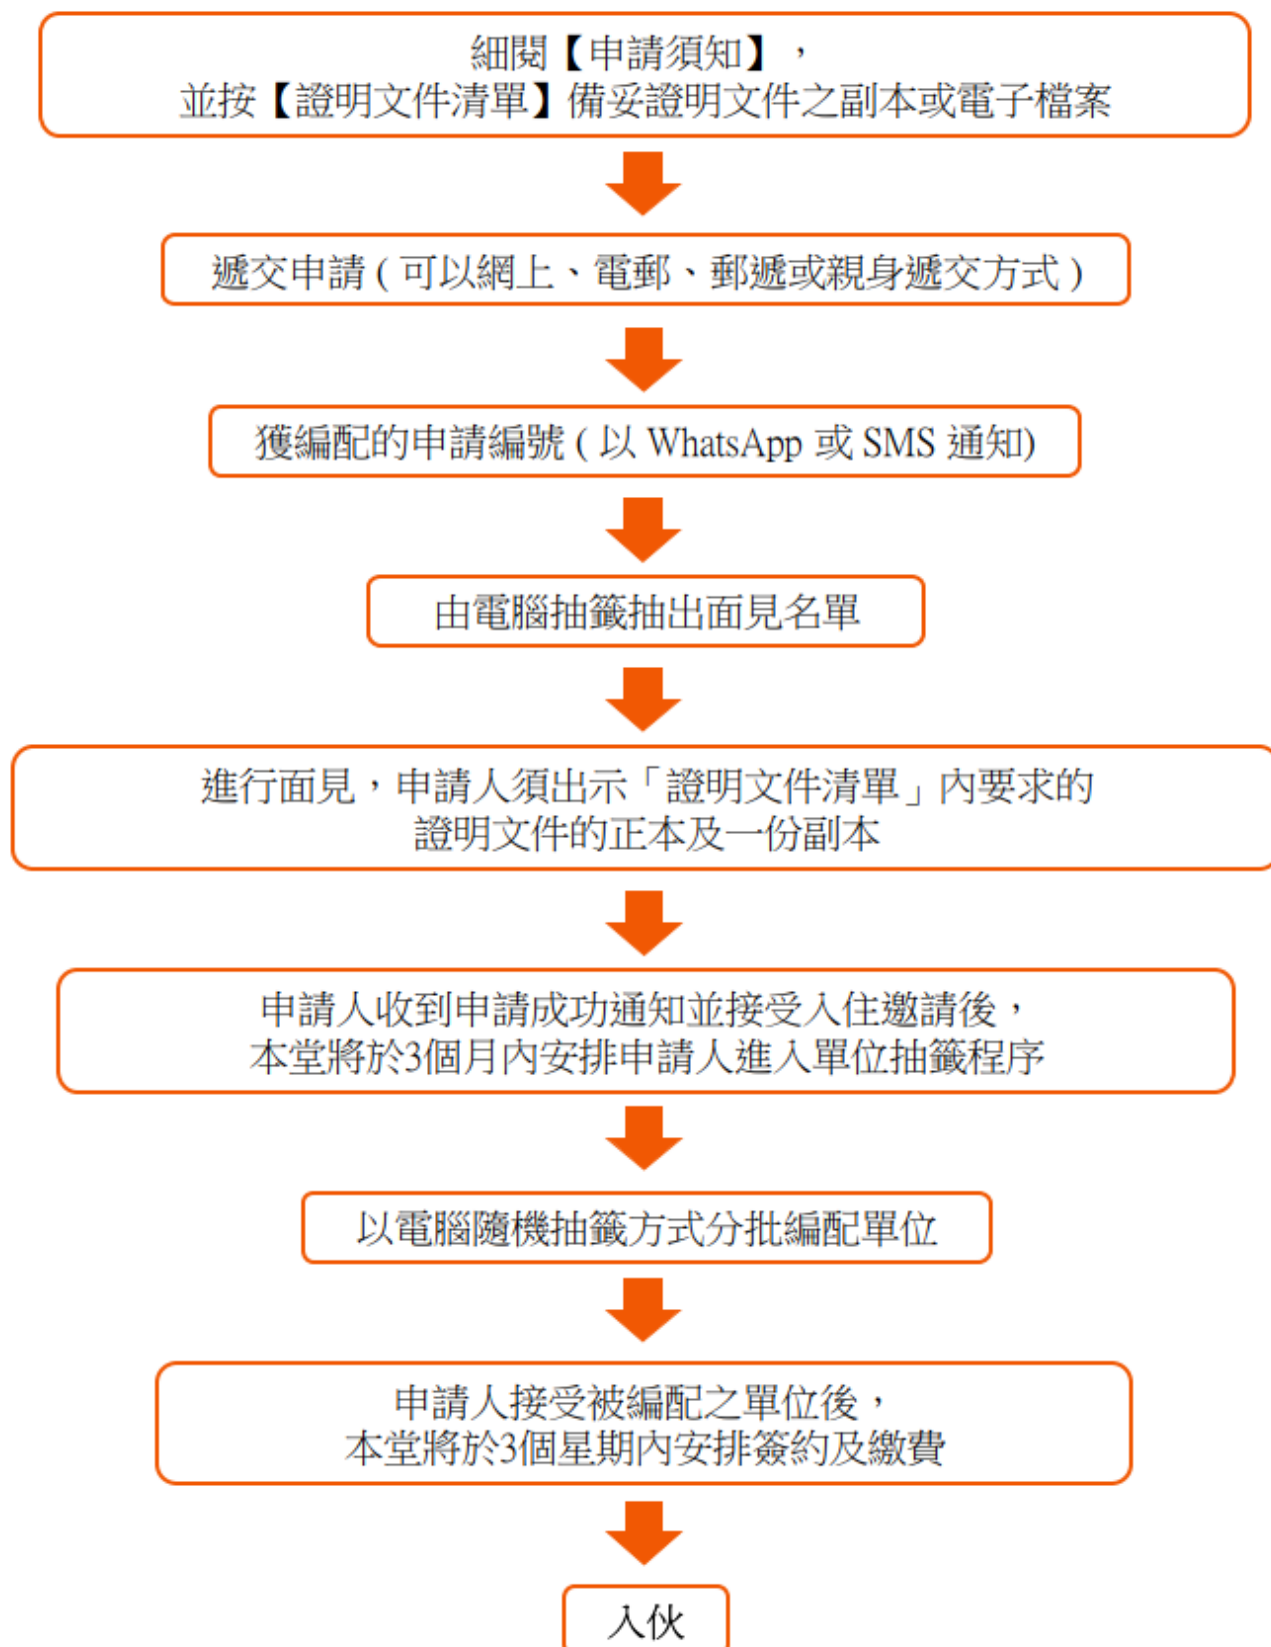 細閱【申請須知】，
並按【證明文件清單】備妥證明文件之副本或電子檔案
遞交申請 ( 可以網上、電郵、郵遞或親身遞交方式 )
獲編配的申請編號 ( 以 WhatsApp 或 SMS 通知)
由電腦抽籤抽出面見名單
進行面見，申請人須出示「證明文件清單」內要求的
證明文件的正本及一份副本
申請人收到申請成功通知並接受入住邀請後，
本堂將於3個月內安排申請人進入單位抽籤程序
以電腦隨機抽籤方式分批編配單位
申請人接受被編配之單位後，
本堂將於3個星期內安排簽約及繳費
入伙